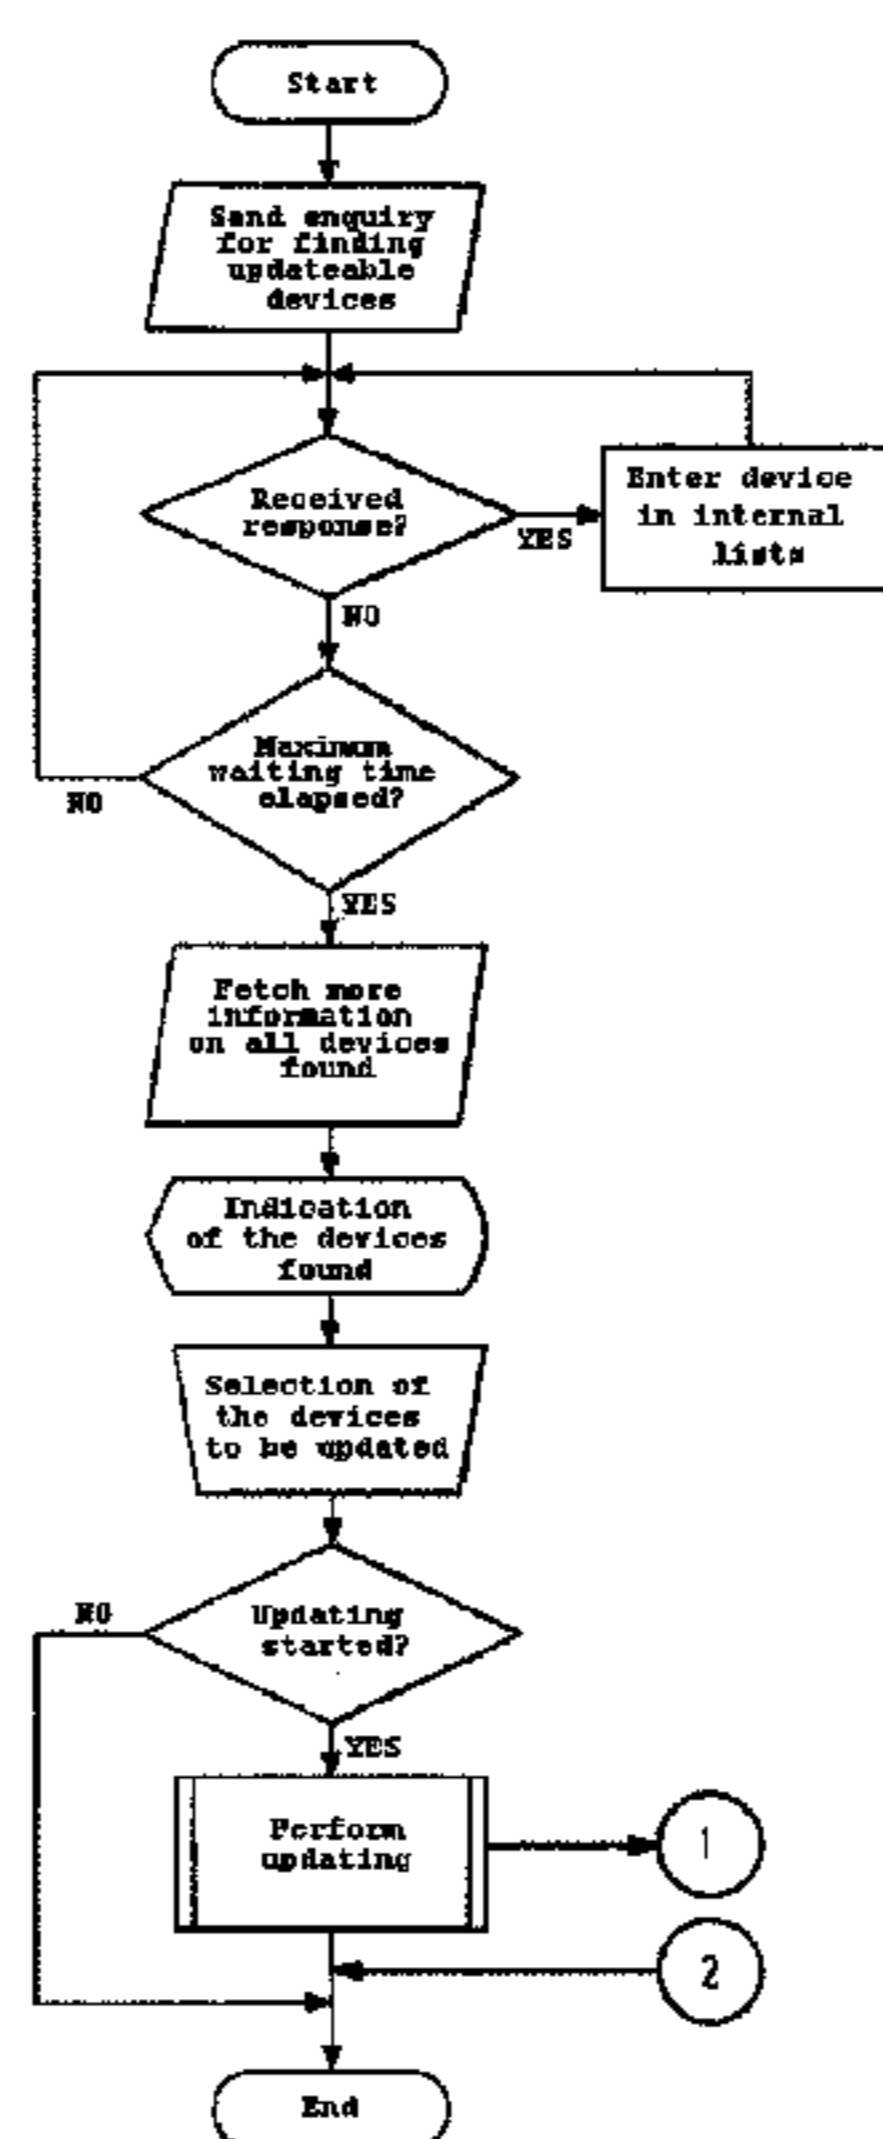 Start
Send enquiry
for finding
updateable
devices
Received
response?
YES
Enter device
in internal
lists
NO
Maximum
waiting time
elapsed?
NO
YES
Fetch more
information
on all devices
found
Indication
of the devices
found
Selection of
the devices
to be updated
NO
Updating
started?
YES
Perform
updating
1
2
End